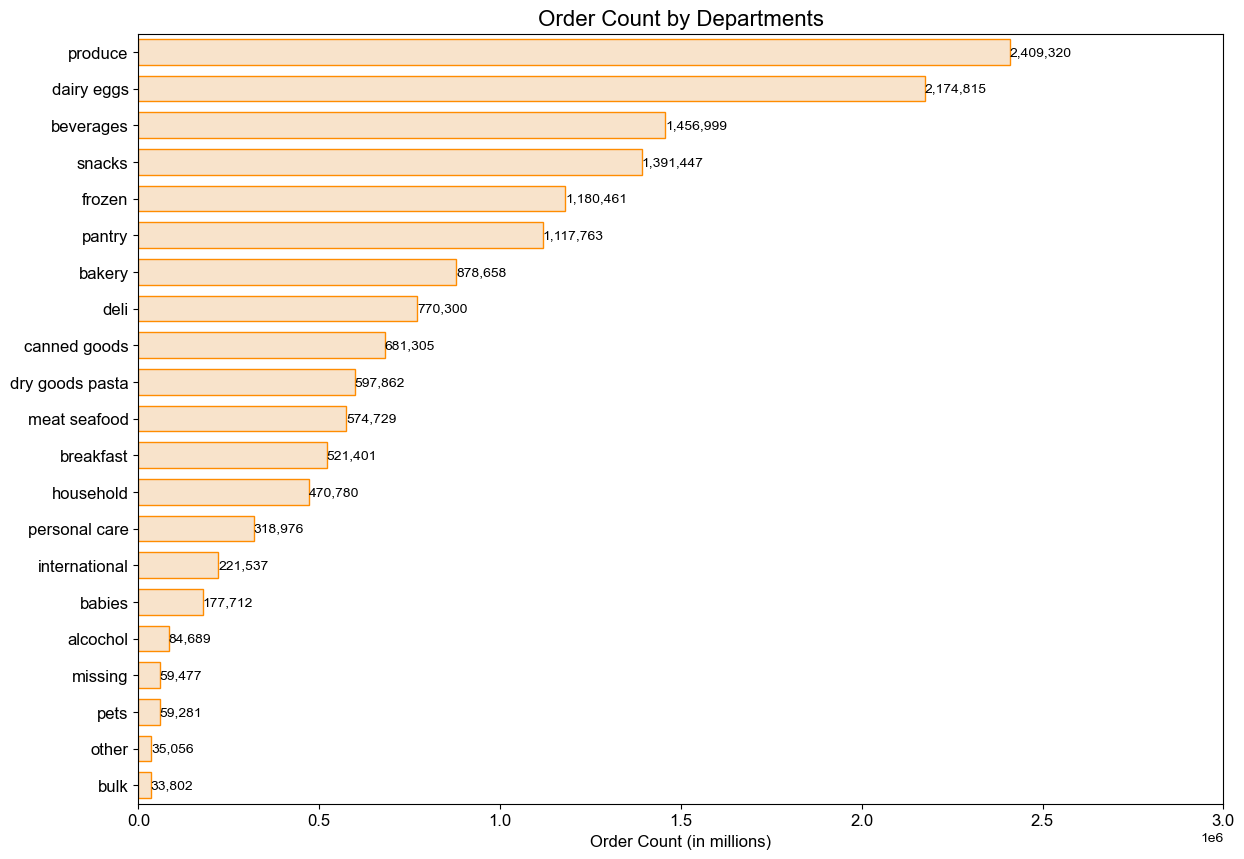 Order Count by Departments
produce 2,409,320
dairy eggs 2,174,815
beverages 1,456,999
snacks 1,391,447
frozen 1,180,461
pantry 1,117,763
bakery 878,658
deli 770,300
canned goods 681,305
dry goods pasta 597,862
meat seafood 574,729
breakfast 521,401
household 470,780
personal care 318,976
international 221,537
babies 177,712
alcochol 84,689
missing 59,477
pets 59,281
other 35,056
bulk 33,802
0.0 0.5 1.0 1.5 2.0 2.5 3.0
1e6
Order Count (in millions)